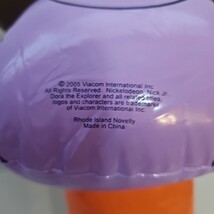 © 2005 Viacom International Inc.
All Rights Reserved. Nickelodeon, Nick Jr.
Dora the Explorer and all related titles,
logos and characters are trademarks
of Viacom International Inc.
Rhode Island Novelty
Made in China.